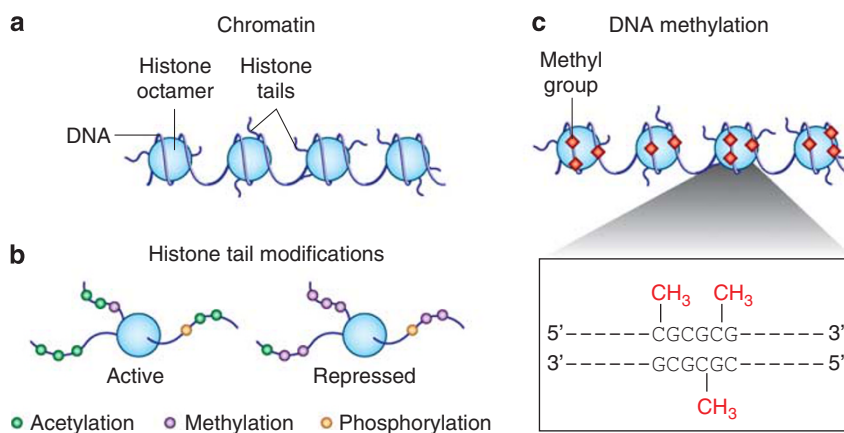 a
Chromatin
Histone
octamer
Histone
tails
DNA
b
Histone tail modifications
Active
Repressed
Acetylation
Methylation
Phosphorylation
c
DNA methylation
Methyl
group
CH3
CH3
5’------CGCGCG------3’
3’------GCGCGC------5’
CH3